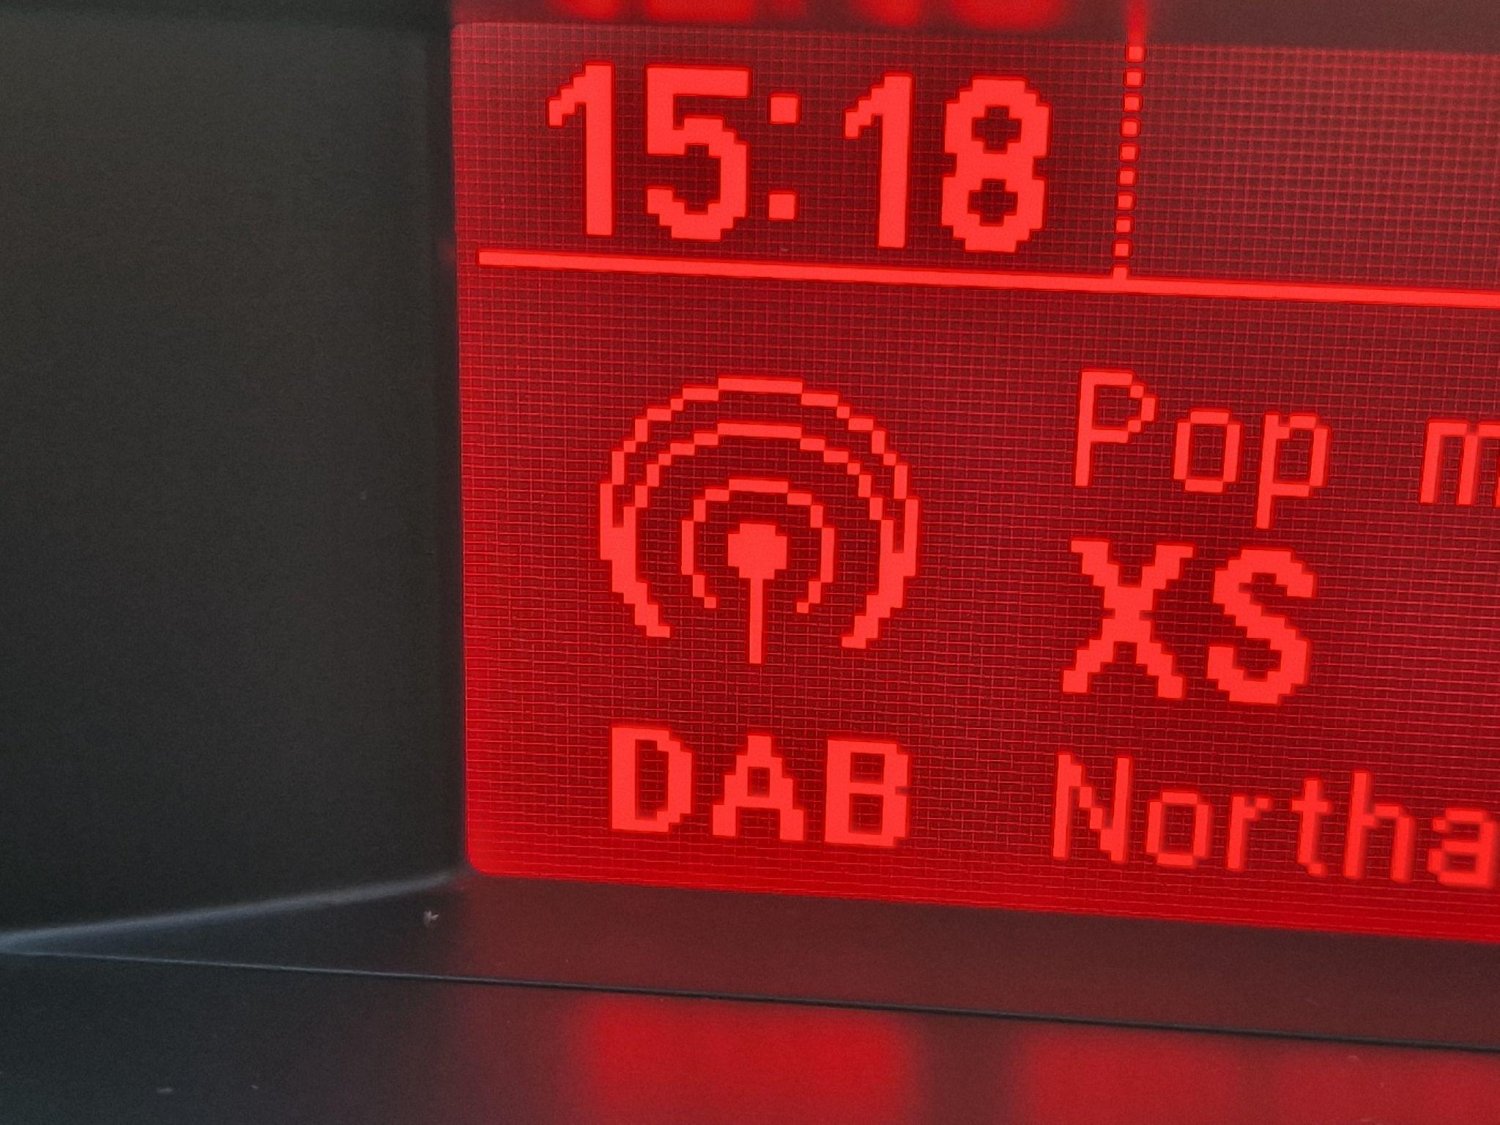 15:18
Pop m
XS
DAB
Northa